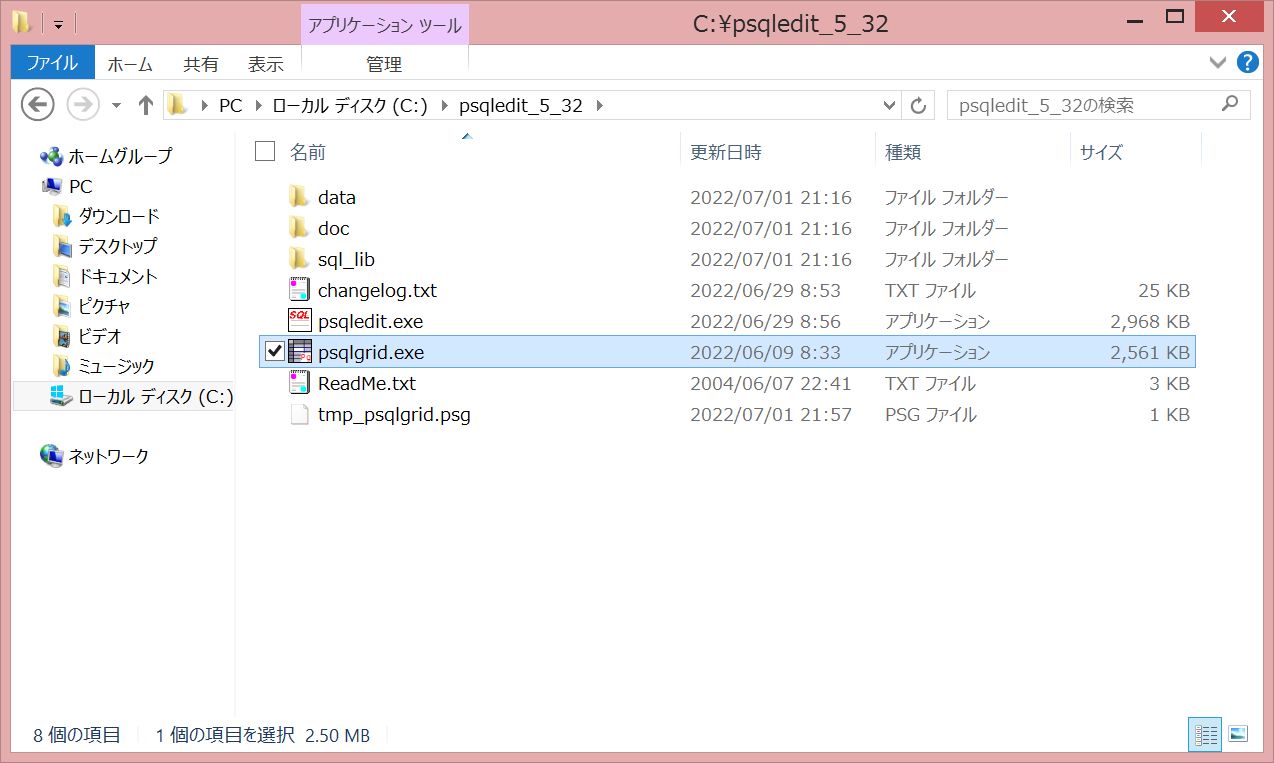 アプリケーション ツール
C:¥psqledit_5_32
ファイル ホーム 共有 表示 管理
PC ローカル ディスク (C:) psqledit_5_32
psqledit_5_32の検索
ホームグループ
PC
ダウンロード
デスクトップ
ドキュメント
ピクチャ
ビデオ
ミュージック
ローカル ディスク (C:)
ネットワーク
名前 更新日時 種類 サイズ
data 2022/07/01 21:16 ファイル フォルダー
doc 2022/07/01 21:16 ファイル フォルダー
sql_lib 2022/07/01 21:16 ファイル フォルダー
changelog.txt 2022/06/29 8:53 TXT ファイル 25 KB
SQL psqledit.exe 2022/06/29 8:56 アプリケーション 2,968 KB
psqlgrid.exe 2022/06/09 8:33 アプリケーション 2,561 KB
ReadMe.txt 2004/06/07 22:41 TXT ファイル 3 KB
tmp_psqlgrid.psg 2022/07/01 21:57 PSG ファイル 1 KB
8 個の項目 1 個の項目を選択 2.50 MB